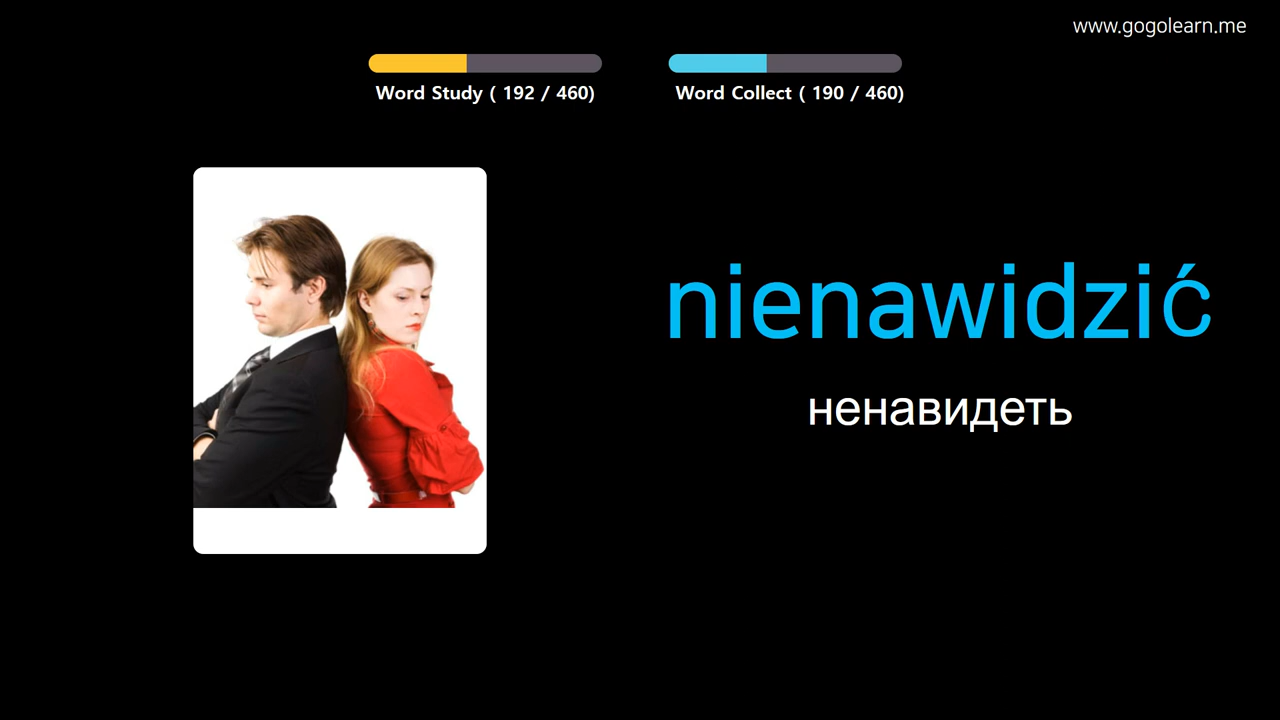 www.gogolearn.me
Word Study ( 192 / 460)
Word Collect ( 190 / 460)
nienawidzić
ненавидеть